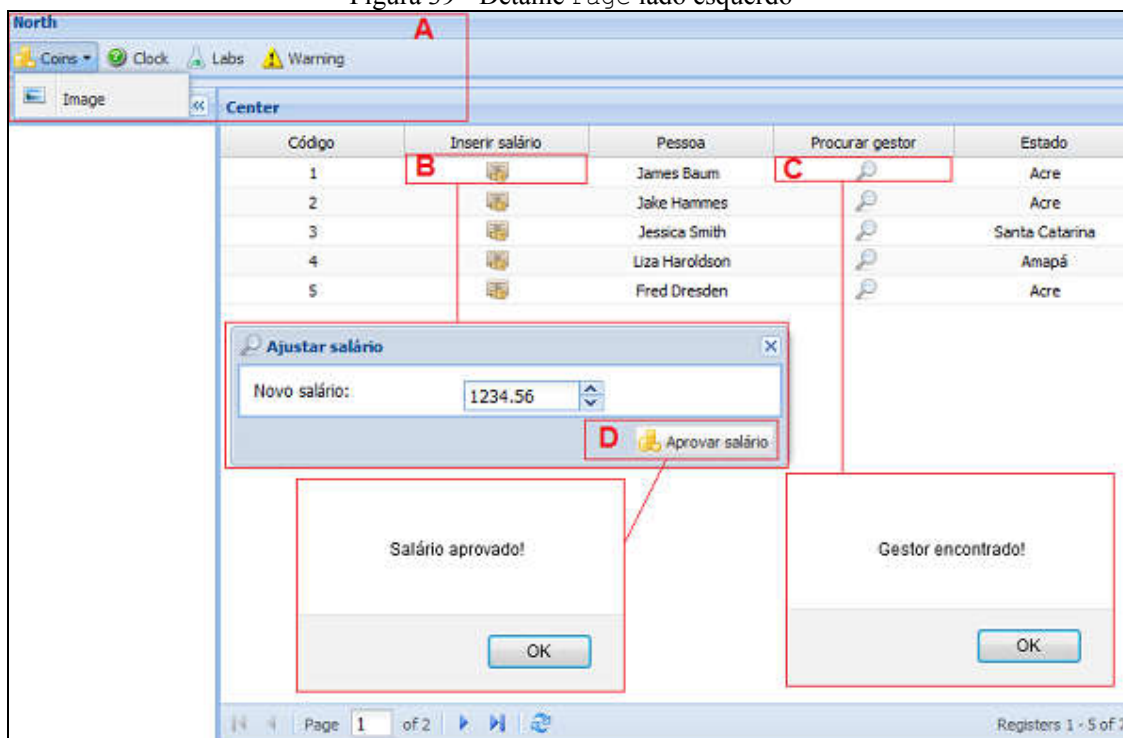 Figura 39 - Detalhe Page lado esquerdo
North
A
Coins Clock Labs Warning
Image
Center
Código Inserir salário Pessoa Procurar gestor Estado
1 B James Baum C Acre
2 Jake Hammes Acre
3 Jessica Smith Santa Catarina
4 Liza Haroldson Amapá
5 Fred Dresden Acre
Ajustar salário
Novo salário: 1234.56
D Aprovar salário
Salário aprovado!
Gestor encontrado!
OK
OK
Page 1 of 2
Registers 1 - 5 of